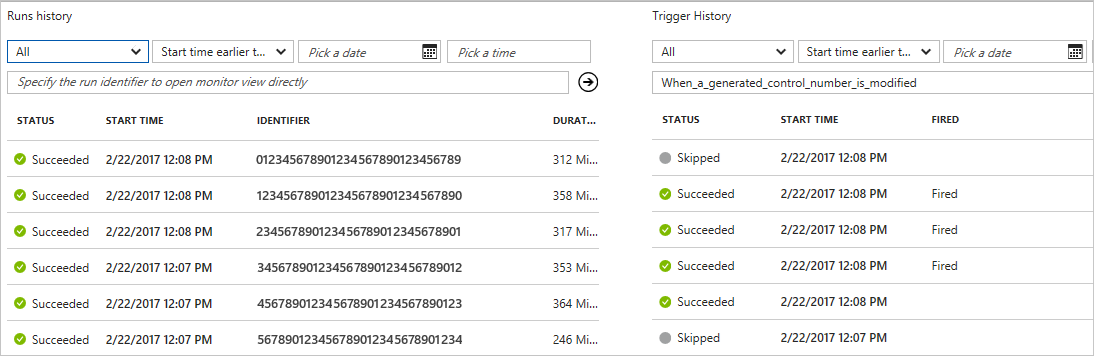 Runs history
All
Start time earlier t...
Pick a date
Pick a time
Specify the run identifier to open monitor view directly
STATUS START TIME IDENTIFIER DURAT...
Succeeded 2/22/2017 12:08 PM 012345678901234567890123456789 312 Mi...
Succeeded 2/22/2017 12:08 PM 123456789012345678901234567890 358 Mi...
Succeeded 2/22/2017 12:08 PM 234567890123456789012345678901 317 Mi...
Succeeded 2/22/2017 12:07 PM 345678901234567890123456789012 353 Mi...
Succeeded 2/22/2017 12:07 PM 456789012345678901234567890123 364 Mi...
Succeeded 2/22/2017 12:07 PM 567890123456789012345678901234 246 Mi...
Trigger History
All
Start time earlier t...
Pick a date
When_a_generated_control_number_is_modified
STATUS START TIME FIRED
Skipped 2/22/2017 12:08 PM
Succeeded 2/22/2017 12:08 PM Fired
Succeeded 2/22/2017 12:08 PM Fired
Succeeded 2/22/2017 12:08 PM Fired
Succeeded 2/22/2017 12:08 PM
Skipped 2/22/2017 12:07 PM